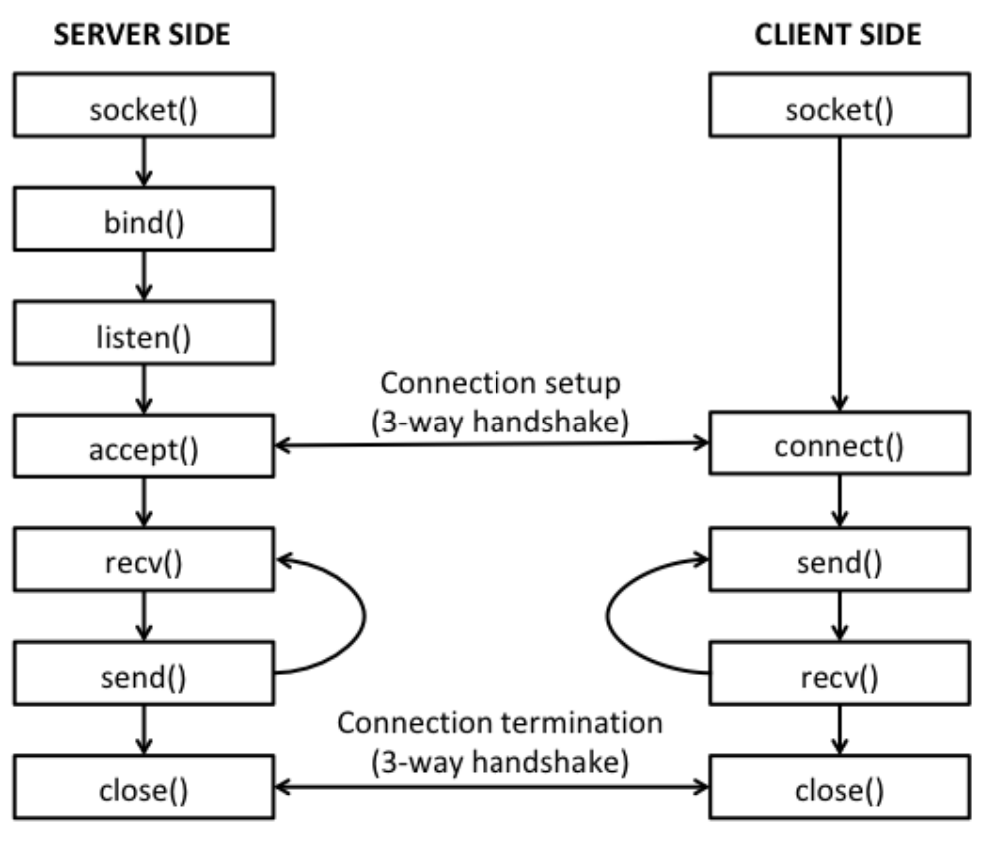 SERVER SIDE
CLIENT SIDE
socket()
socket()
bind()
listen()
Connection setup
(3-way handshake)
accept()
connect()
recv()
send()
send()
recv()
Connection termination
(3-way handshake)
close()
close()